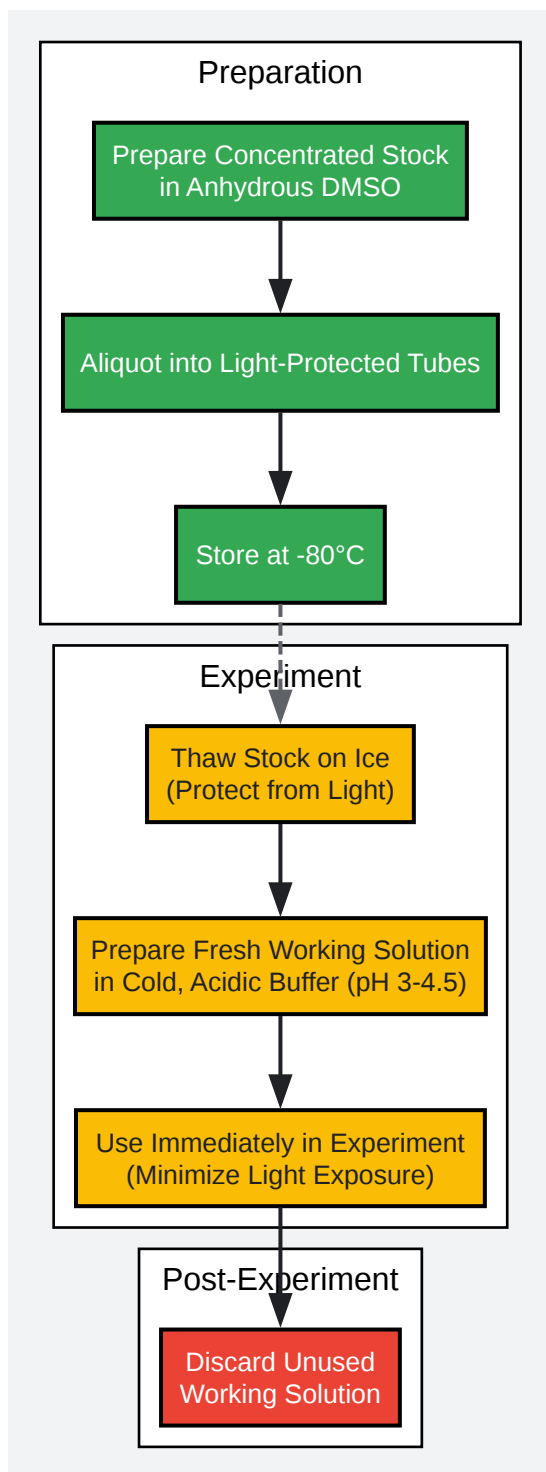 Preparation
Prepare Concentrated Stock
in Anhydrous DMSO
Aliquot into Light-Protected Tubes
Store at -80°C
Experiment
Thaw Stock on Ice
(Protect from Light)
Prepare Fresh Working Solution
in Cold, Acidic Buffer (pH 3-4.5)
Use Immediately in Experiment
(Minimize Light Exposure)
Post-Experiment
Discard Unused
Working Solution